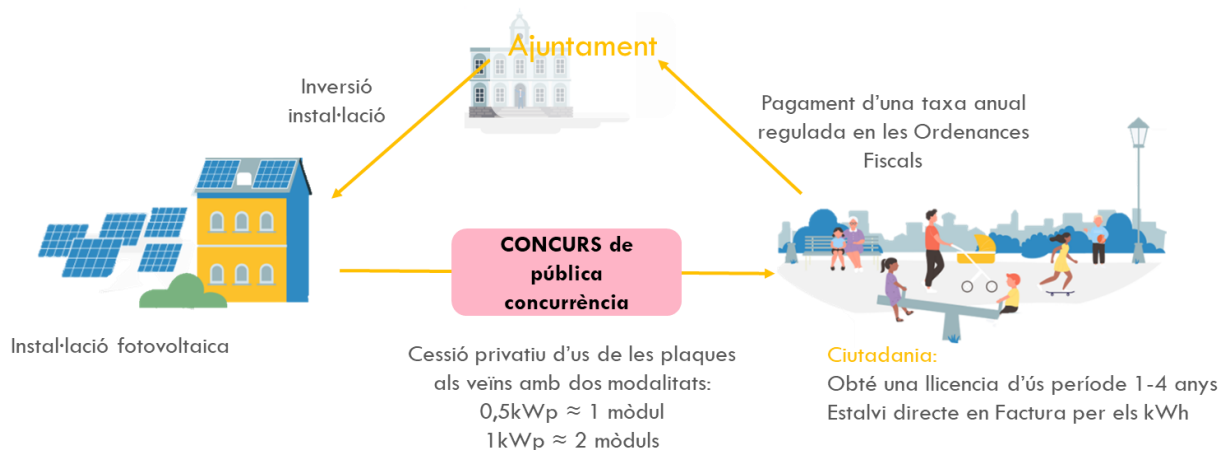 Ajuntament
Inversió
instal·lació
Pagament d'una taxa anual
regulada en les Ordenances
Fiscals
CONCURS de
pública
concurrència
Instal·lació fotovoltaica
Cessió privatiu d'us de les plaques
als veïns amb dos modalitats:
0,5kWp ≈ 1 mòdul
1kWp ≈ 2 mòduls
Ciutadania:
Obté una llicencia d'ús període 1-4 anys
Estalvi directe en Factura per els kWh